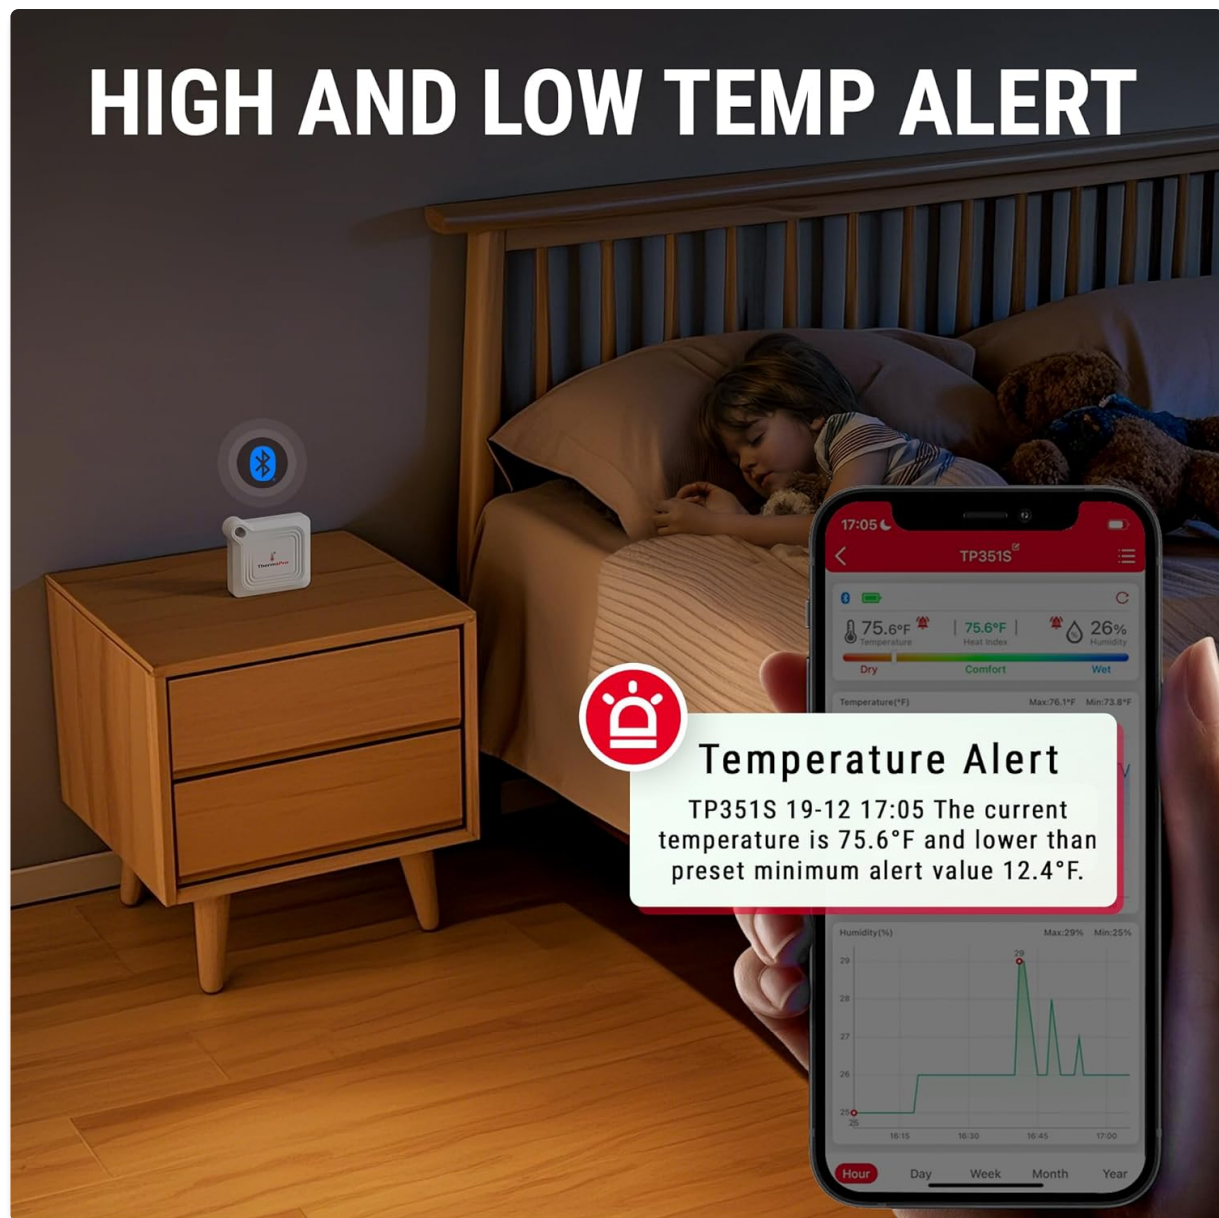 HIGH AND LOW TEMP ALERT
ThermoPro
17:05
TP351S
75.6°F
Temperature
75.6°F
Heat Index
26%
Humidity
Dry
Comfort
Wet
Temperature(°F)
Max:76.1°F Min:73.8°F
Temperature Alert
TP351S 19-12 17:05 The current
temperature is 75.6°F and lower than
preset minimum alert value 12.4°F.
Humidity(%)
Max:29% Min:25%
29
29
28
27
26
25
25
16:15
16:30
16:45
17:00
Hour
Day
Week
Month
Year